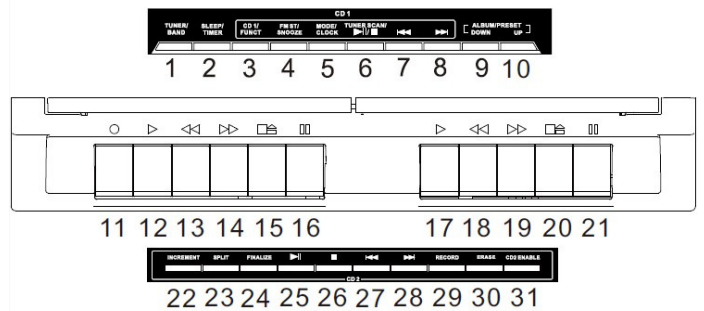 CD 1
TUNER/ SLEEP/ CD 1/ FM ST/ MODE/ TUNER SCAN/ ALBUM/PRESET
BAND TIMER FUNCT SNOOZE CLOCK DOWN UP
1 2 3 4 5 6 7 8 9 10
11 12 13 14 15 16 17 18 19 20 21
INCREMENT SPLIT FINALIZE RECORD ERASE CD2 ENABLE
CD 2
22 23 24 25 26 27 28 29 30 31